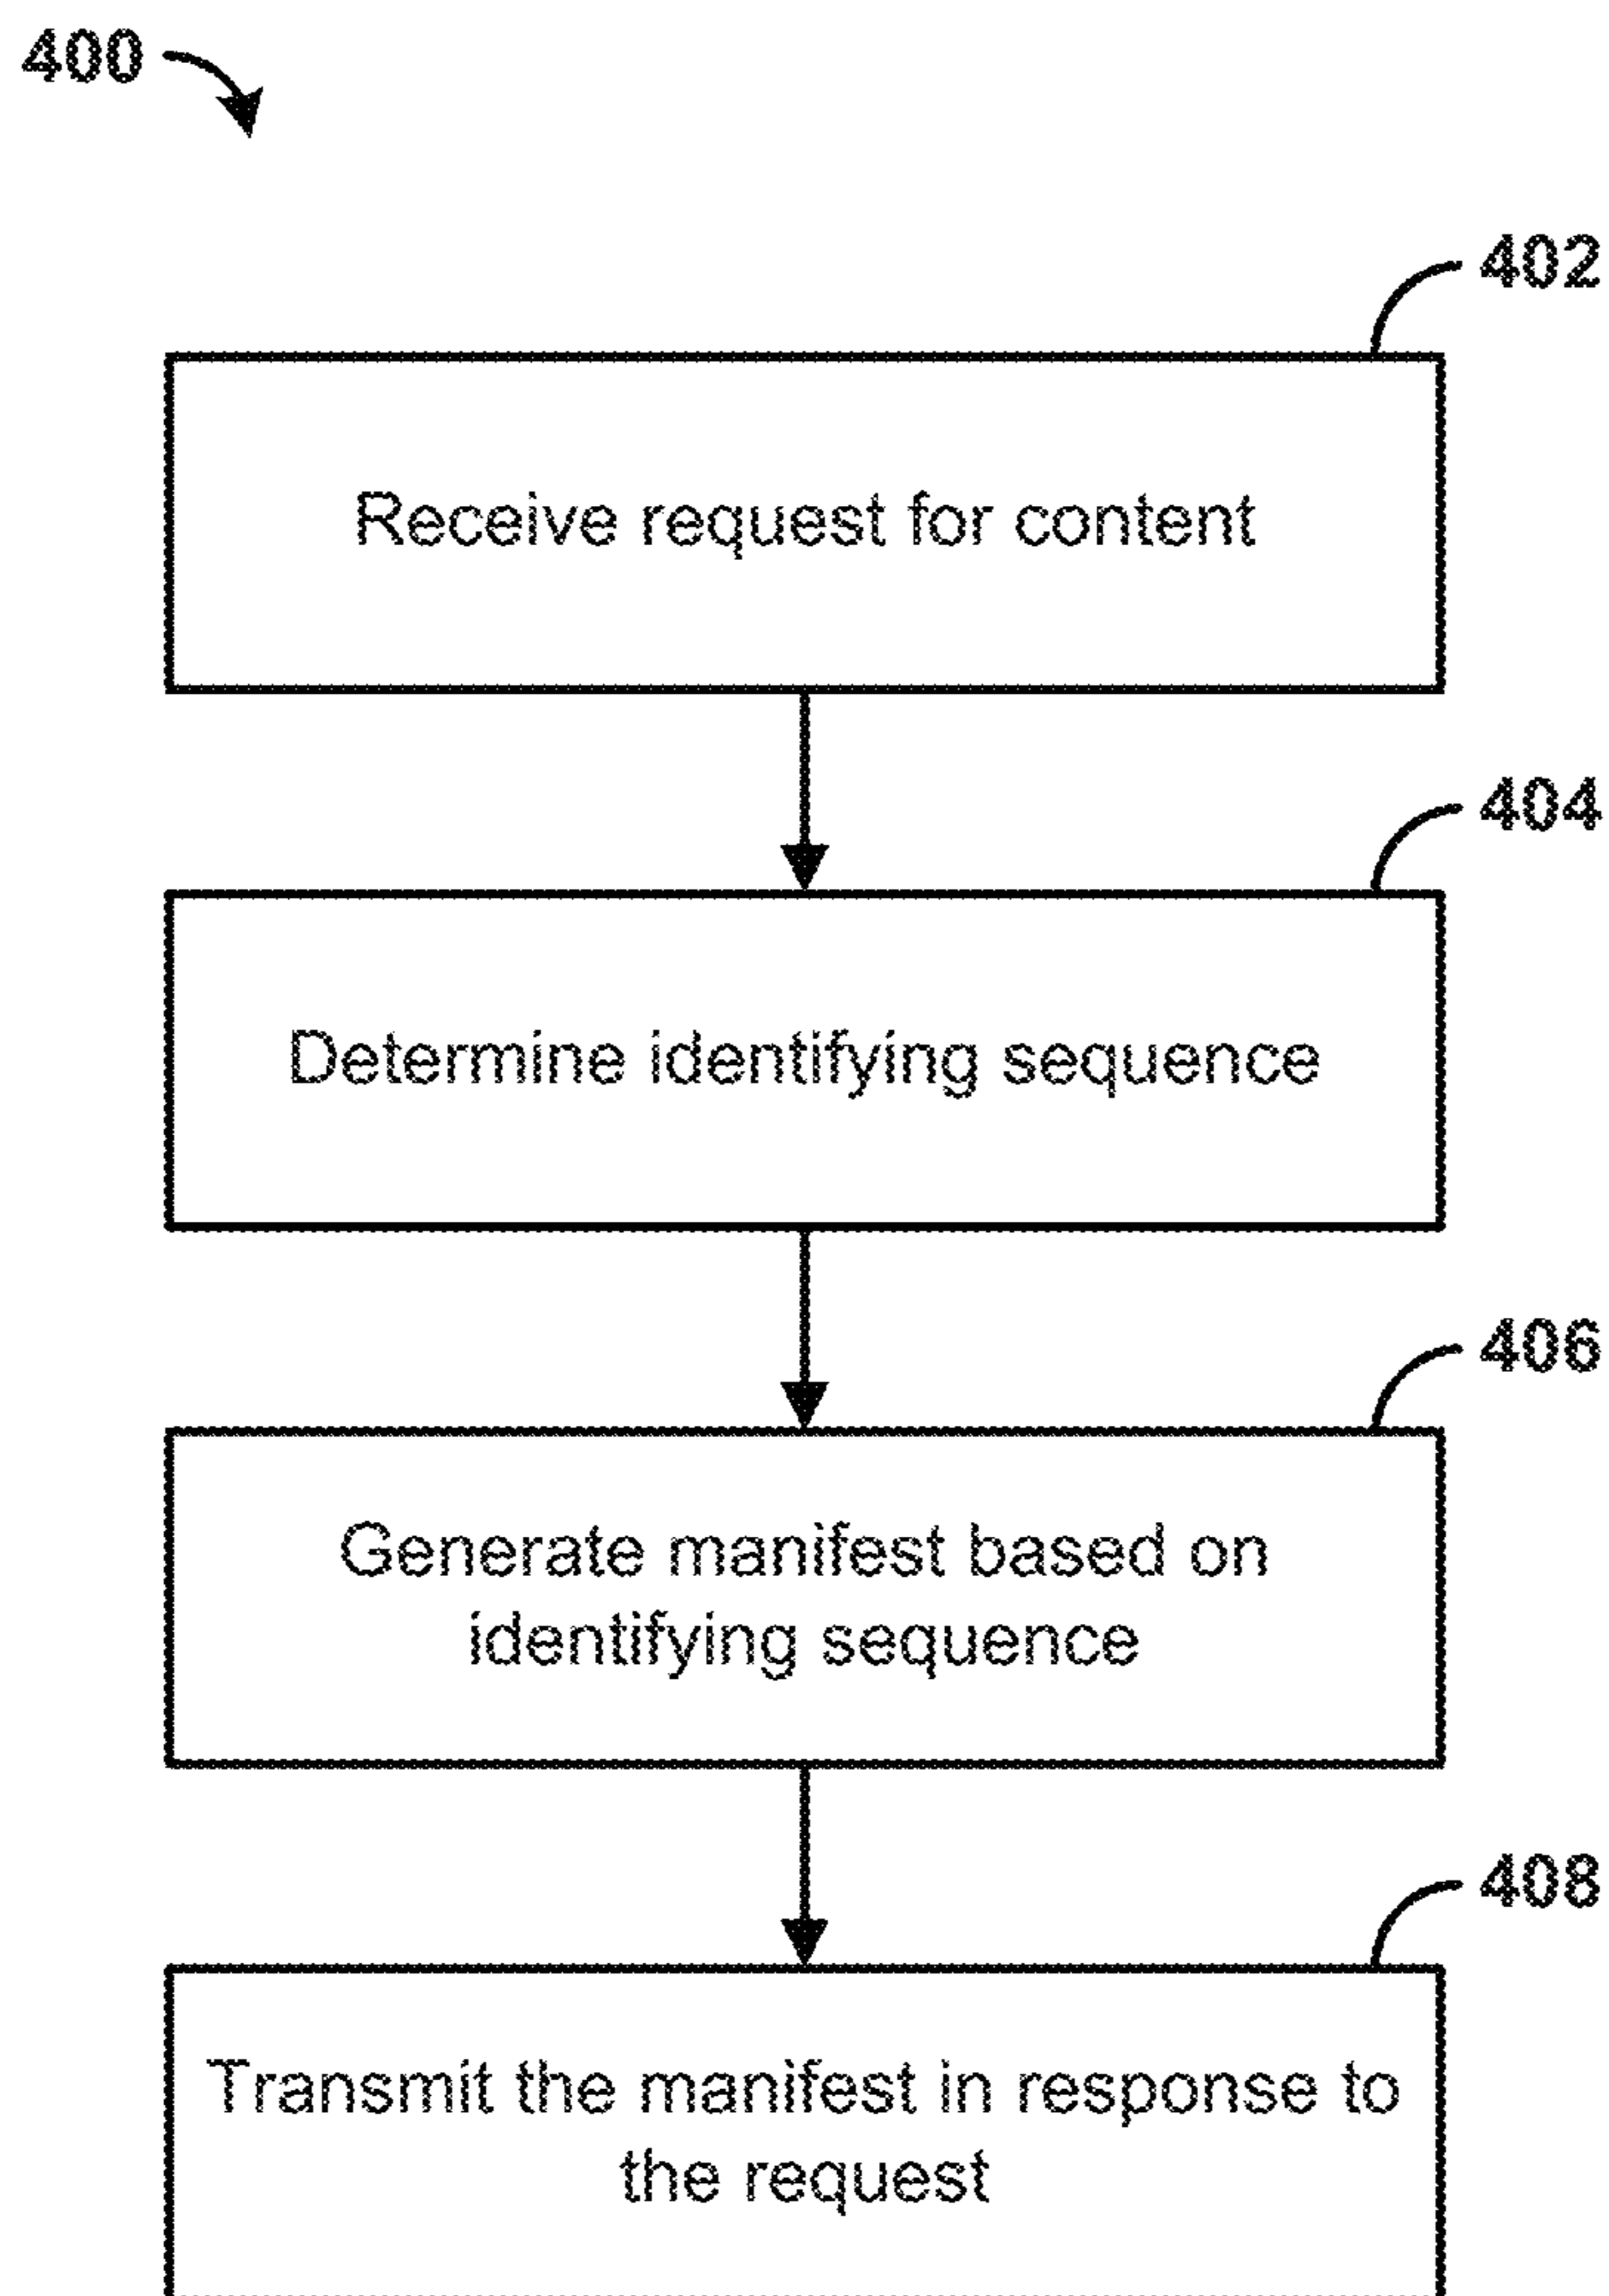 400
402
Receive request for content
404
Determine identifying sequence
406
Generate manifest based on
identifying sequence
408
Transmit the manifest in response to
the request